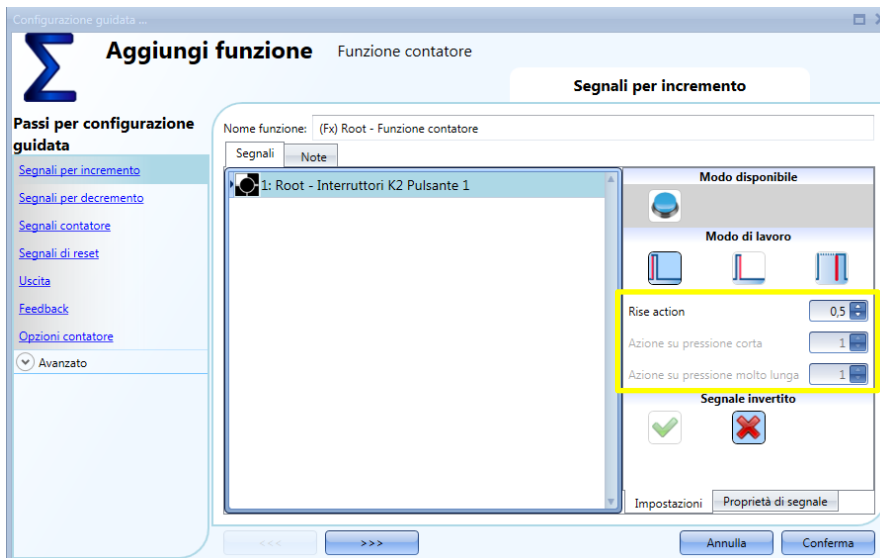 Configurazione guidata ...
Aggiungi funzione
Funzione contatore
Segnali per incremento
Passi per configurazione
guidata
Segnali per incremento
Segnali per decremento
Segnali contatore
Segnali di reset
Uscita
Feedback
Opzioni contatore
Avanzato
Nome funzione:
(Fx) Root - Funzione contatore
Segnali
Note
1: Root - Interruttori K2 Pulsante 1
Modo disponibile
Modo di lavoro
Rise action
0,5
Azione su pressione corta
1
Azione su pressione molto lunga
1
Segnale invertito
Impostazioni
Proprietà di segnale
<<<
>>>
Annulla
Conferma